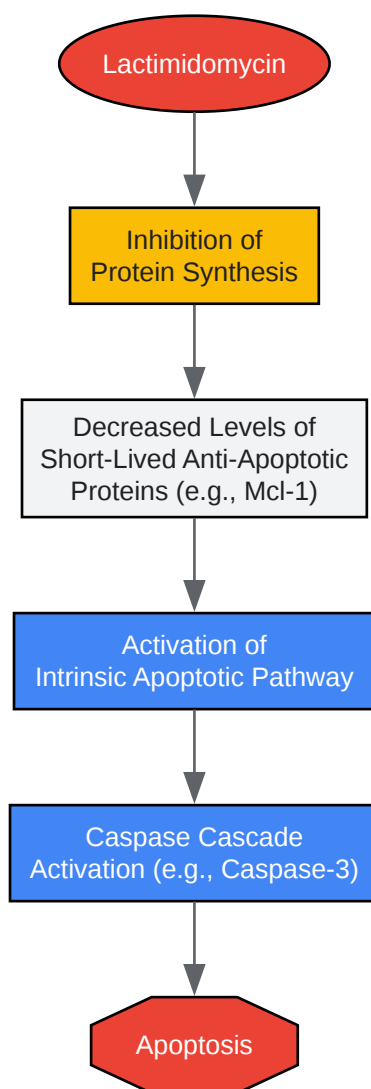 Lactimidomycin
Inhibition of
Protein Synthesis
Decreased Levels of
Short-Lived Anti-Apoptotic
Proteins (e.g., Mcl-1)
Activation of
Intrinsic Apoptotic Pathway
Caspase Cascade
Activation (e.g., Caspase-3)
Apoptosis